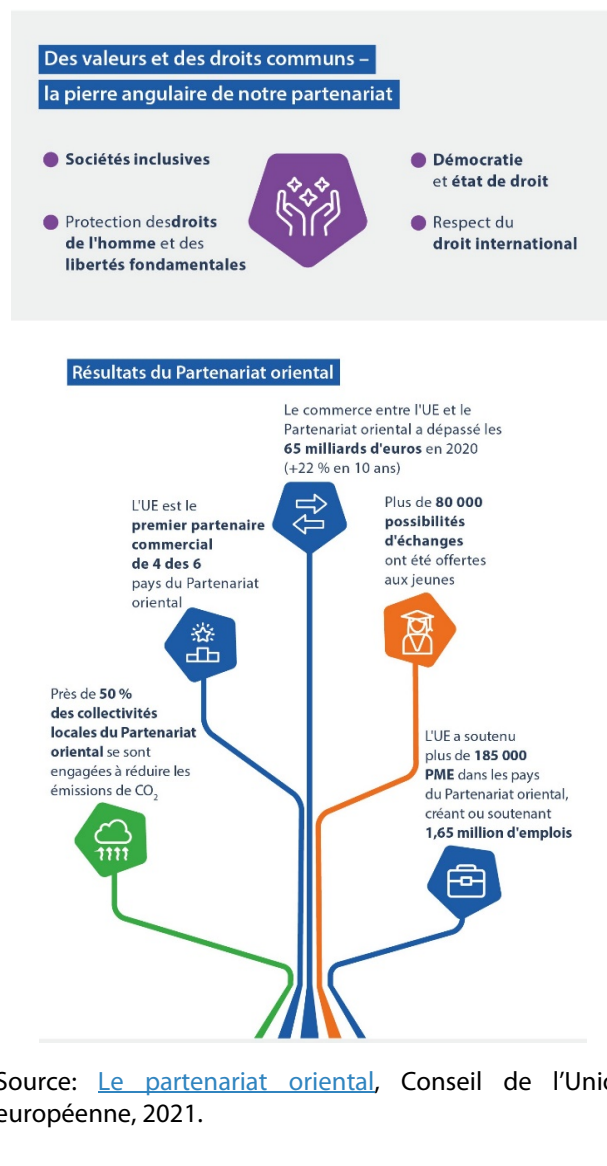 Des valeurs et des droits communs –
la pierre angulaire de notre partenariat
Sociétés inclusives
Protection desdroits
de l'homme et des
libertés fondamentales
Démocratie
et état de droit
Respect du
droit international
Résultats du Partenariat oriental
Le commerce entre l'UE et le
Partenariat oriental a dépassé les
65 milliards d'euros en 2020
(+22 % en 10 ans)
L'UE est le
premier partenaire
commercial
de 4 des 6
pays du Partenariat
oriental
Plus de 80 000
possibilités
d'échanges
ont été offertes
aux jeunes
Près de 50 %
des collectivités
locales du Partenariat
oriental se sont
engagées à réduire les
émissions de CO₂
L'UE a soutenu
plus de 185 000
PME dans les pays
du Partenariat oriental,
créant ou soutenant
1,65 million d'emplois
Source: Le partenariat oriental, Conseil de l'Unio
européenne, 2021.